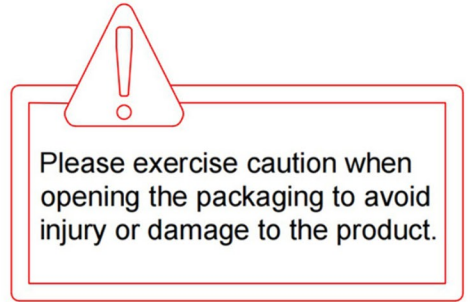 Please exercise caution when
opening the packaging to avoid
injury or damage to the product.